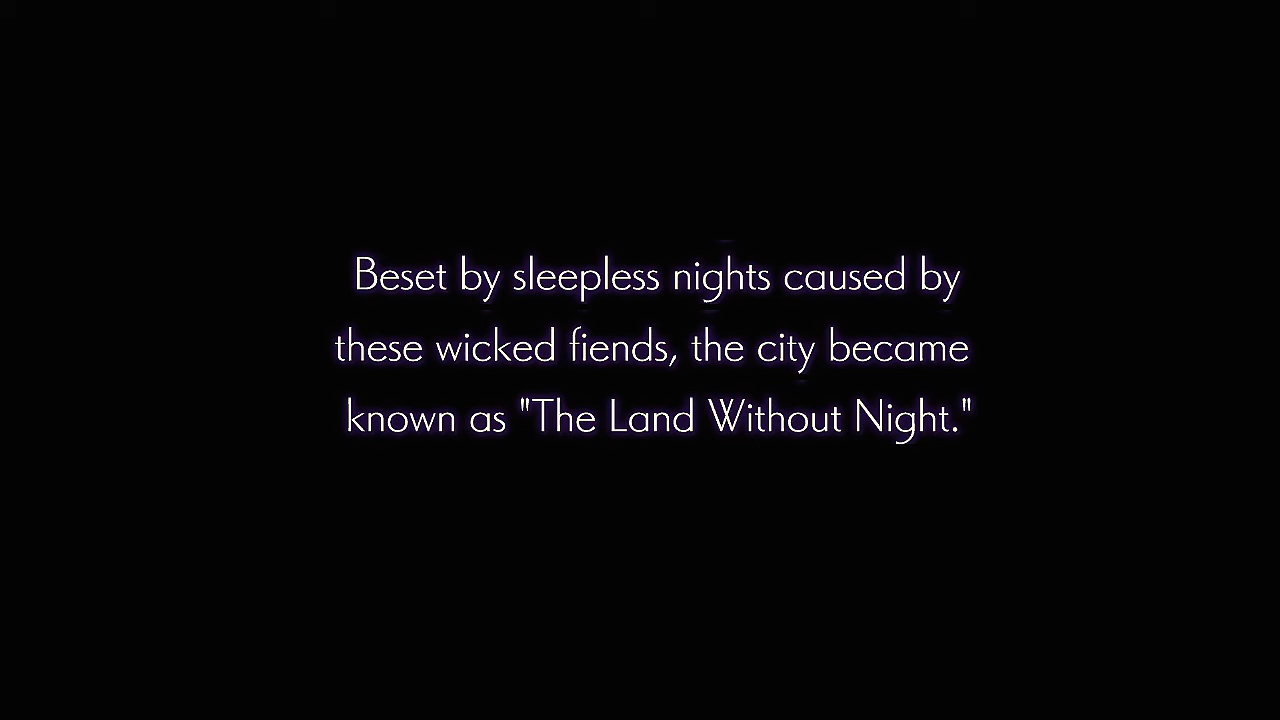 Beset by sleepless nights caused by
these wicked fiends, the city became
known as "The Land Without Night."